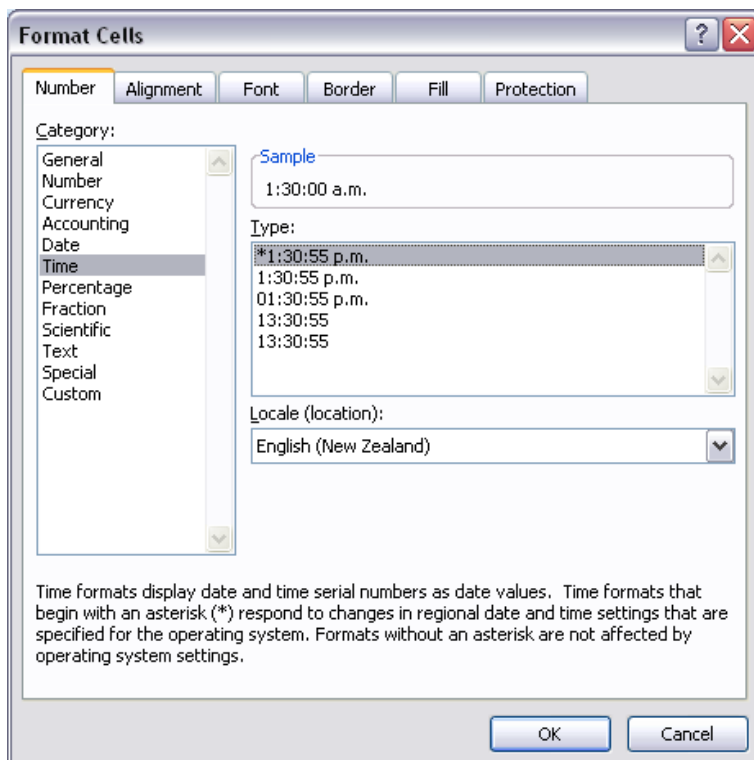 Format Cells
Number Alignment Font Border Fill Protection
Category:
General
Number
Currency
Accounting
Date
Time
Percentage
Fraction
Scientific
Text
Special
Custom
Sample
1:30:00 a.m.
Type:
*1:30:55 p.m.
1:30:55 p.m.
01:30:55 p.m.
13:30:55
13:30:55
Locale (location):
English (New Zealand)
Time formats display date and time serial numbers as date values. Time formats that
begin with an asterisk (*) respond to changes in regional date and time settings that are
specified for the operating system. Formats without an asterisk are not affected by
operating system settings.
OK Cancel